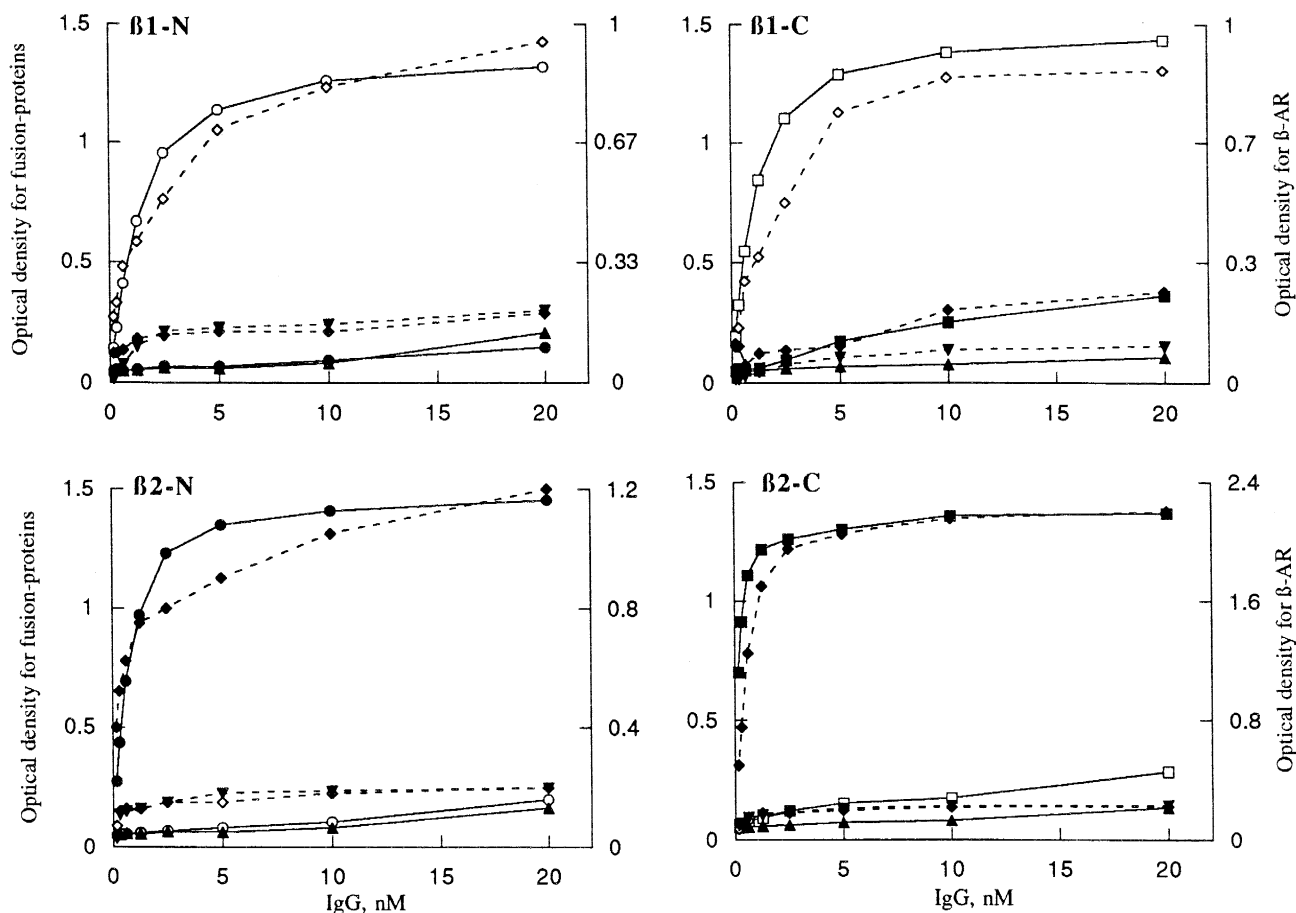 ß1-N
Optical density for fusion-proteins
1.5
1
0.5
0
1
0.67
0.33
0
0 5 10 15 20
ß1-C
1.5
1
0.5
0
1
0.7
0.3
0
Optical density for ß-AR
0 5 10 15 20
ß2-N
Optical density for fusion-proteins
1.5
1
0.5
0
1.2
0.8
0.4
0
0 5 10 15 20
IgG, nM
ß2-C
1.5
1
0.5
0
2.4
1.6
0.8
0
Optical density for ß-AR
0 5 10 15 20
IgG, nM